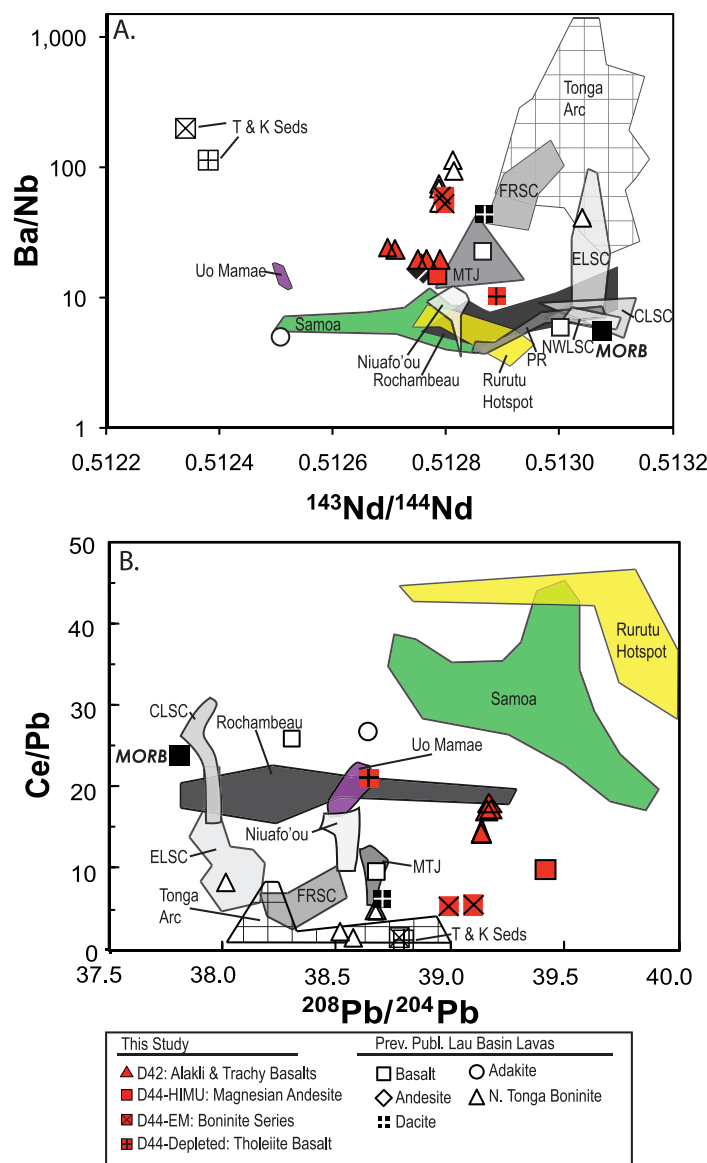 A.
1,000
100
10
1
Ba/Nb
T & K Seds
Tonga
Arc
FRSC
Uo Mamae
MTJ
ELSC
Samoa
CLSC
Niuafo'ou
PR
NWLSC
MORB
Rochambeau
Rurutu
Hotspot
0.5122
0.5124
0.5126
0.5128
0.5130
0.5132
143Nd/144Nd
B.
50
40
30
20
10
0
Ce/Pb
Rurutu
Hotspot
Samoa
CLSC
Rochambeau
MORB
Uo Mamae
Niuafo'ou
ELSC
MTJ
Tonga
Arc
FRSC
T & K Seds
37.5
38.0
38.5
39.0
39.5
40.0
208Pb/204Pb
This Study
D42: Alakli & Trachy Basalts
D44-HIMU: Magnesian Andesite
D44-EM: Boninite Series
D44-Depleted: Tholeiite Basalt
Prev. Publ. Lau Basin Lavas
Basalt
Adakite
Andesite
N. Tonga Boninite
Dacite